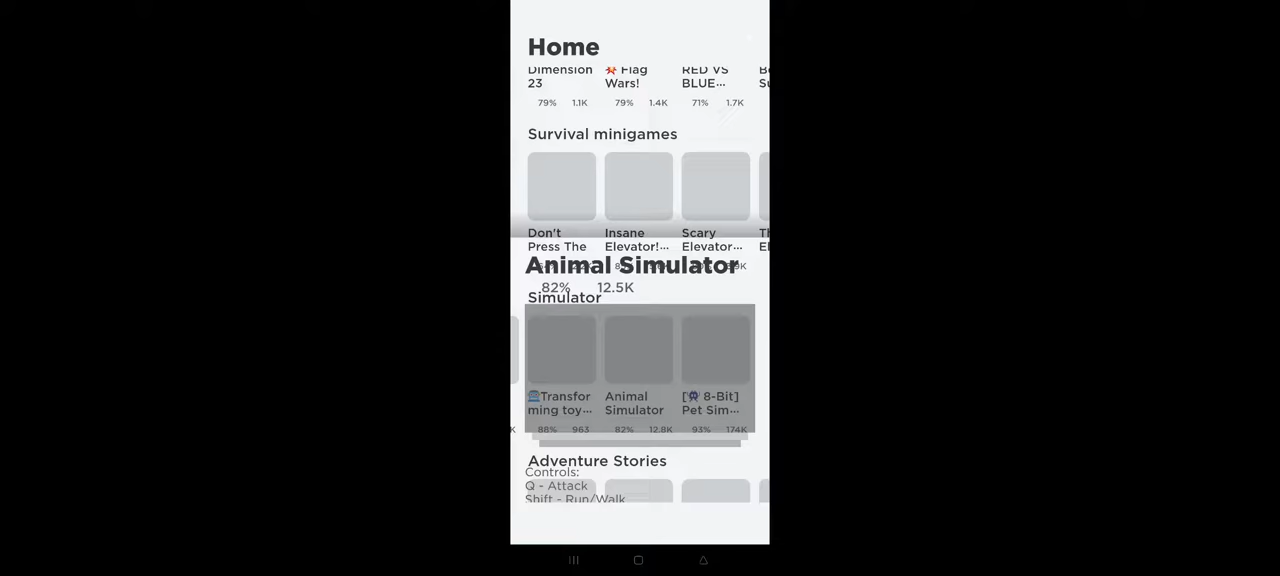 Home
Dimension 23
Flag Wars!
RED VS BLUE...
79% 1.1K 79% 1.4K 71% 1.7K
Survival minigames
Don't Press The
Insane Elevator!...
Scary Elevator...
Animal Simulator
82% 12.5K
Simulator
Transfor ming toy...
Animal Simulator
[ 8-Bit] Pet Sim...
K 88% 963 82% 12.8K 93% 174K
Adventure Stories
Controls:
Q - Attack
Shift - Run/Walk